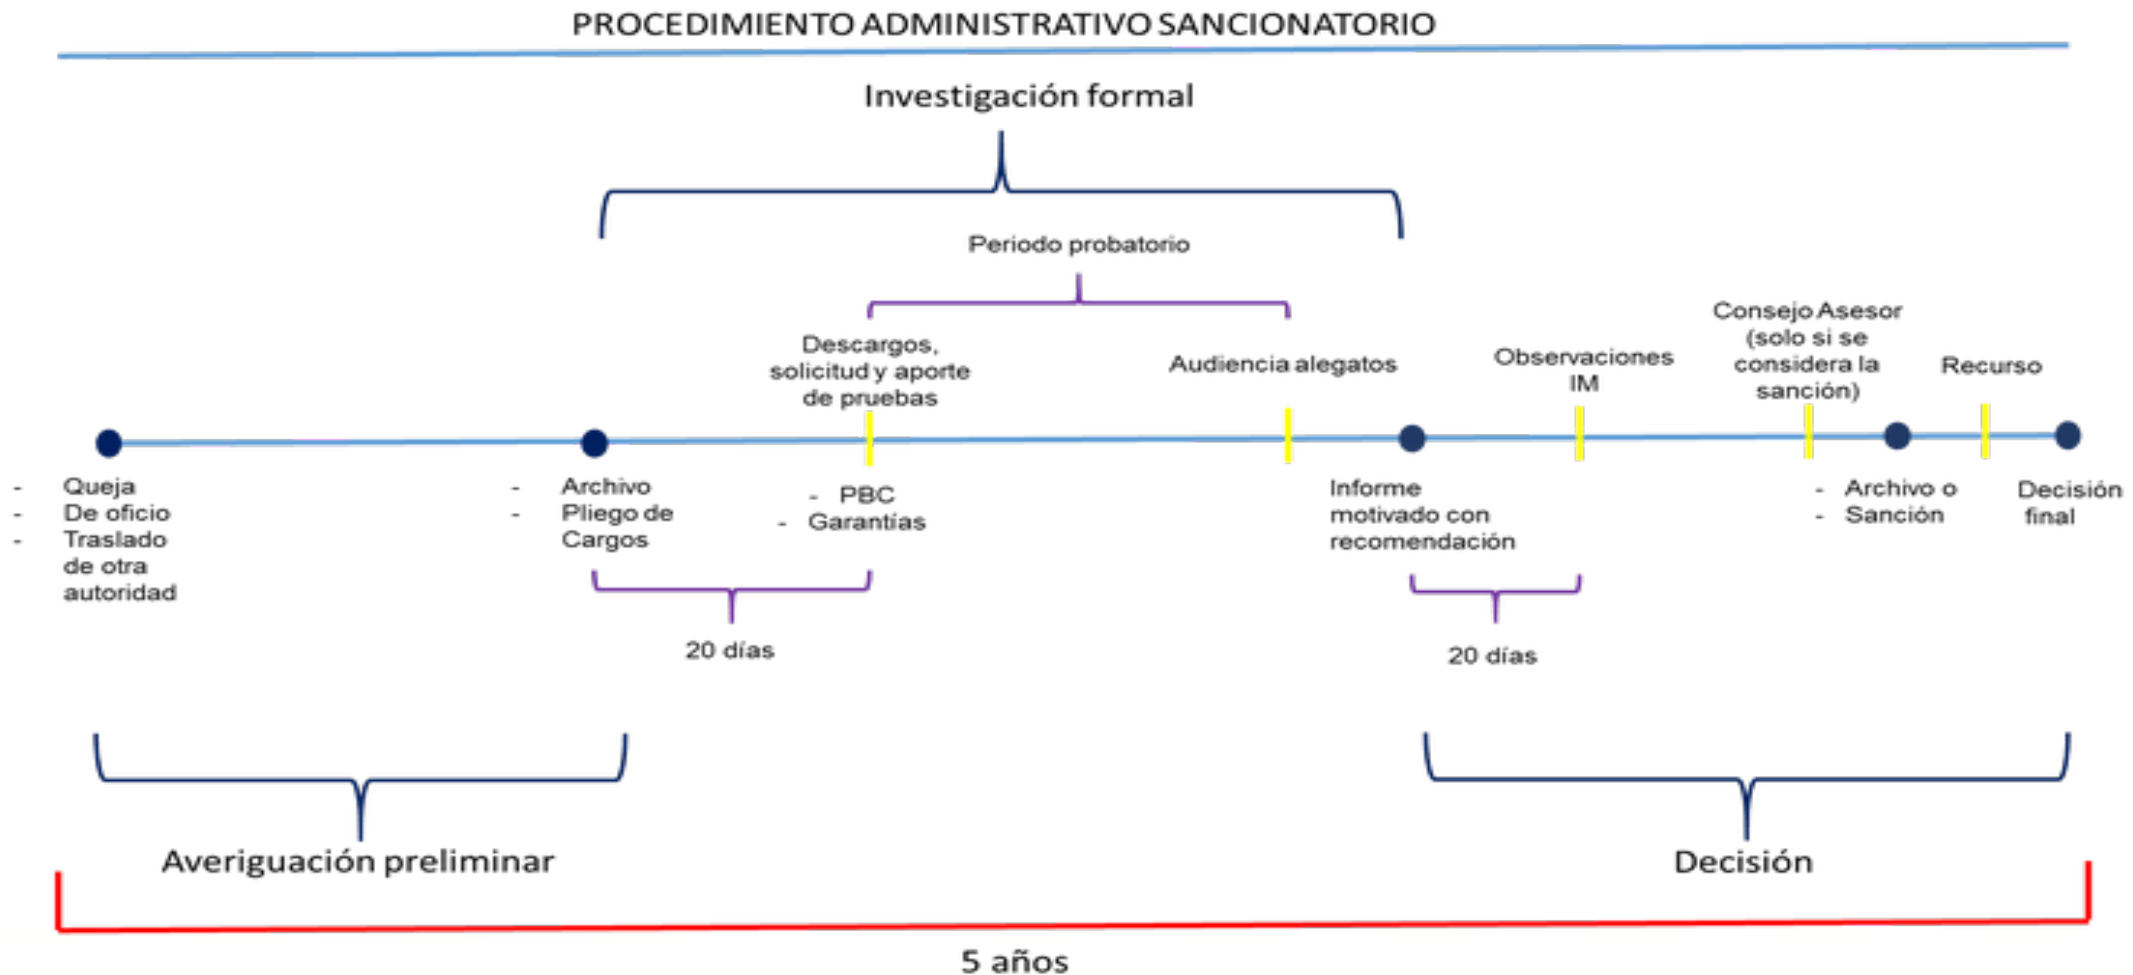 PROCEDIMIENTO ADMINISTRATIVO SANCIONATORIO
Investigación formal
Periodo probatorio
Descargos,
solicitud y aporte
de pruebas
Audiencia alegatos
Observaciones
IM
Consejo Asesor
(solo si se
considera la
sanción)
Recurso
- Queja
- De oficio
- Traslado
de otra
autoridad
- Archivo
- Pliego de
Cargos
- PBC
- Garantías
Informe
motivado con
recomendación
- Archivo o
- Sanción
Decisión
final
20 días
20 días
Averiguación preliminar
Decisión
5 años